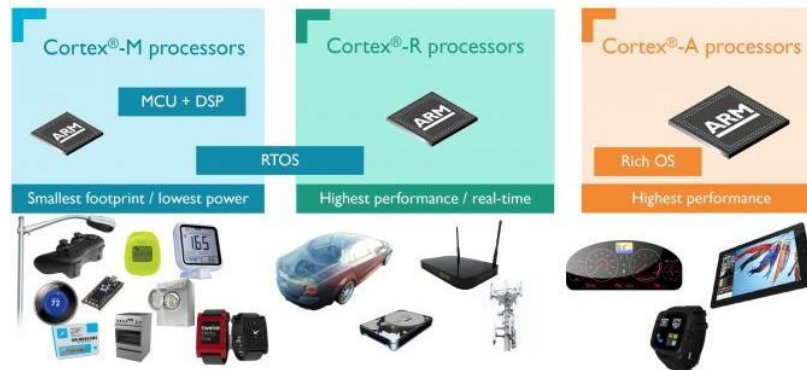 Cortex®-M processors
MCU + DSP
ARM
RTOS
Smallest footprint / lowest power
Cortex®-R processors
ARM
Highest performance / real-time
Cortex®-A processors
ARM
Rich OS
Highest performance
72